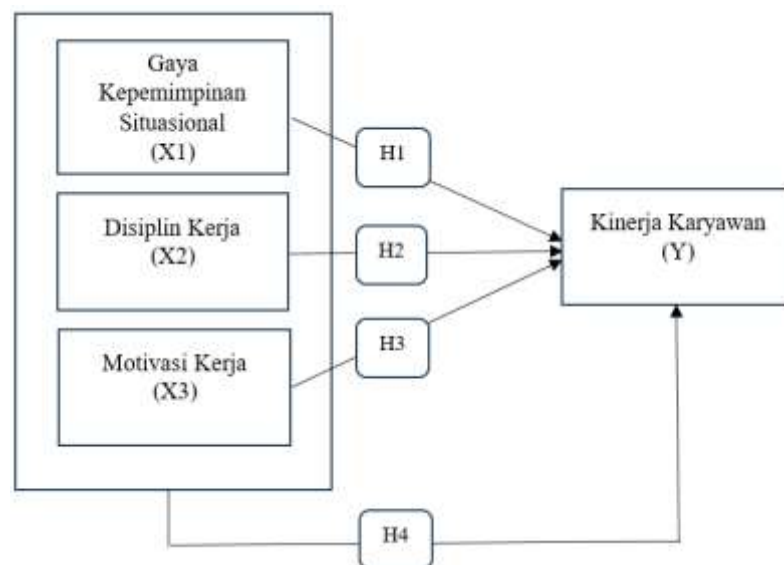 Gaya
Kepemimpinan
Situasional
(X1)
H1
Disiplin Kerja
(X2)
H2
Kinerja Karyawan
(Y)
Motivasi Kerja
(X3)
H3
H4